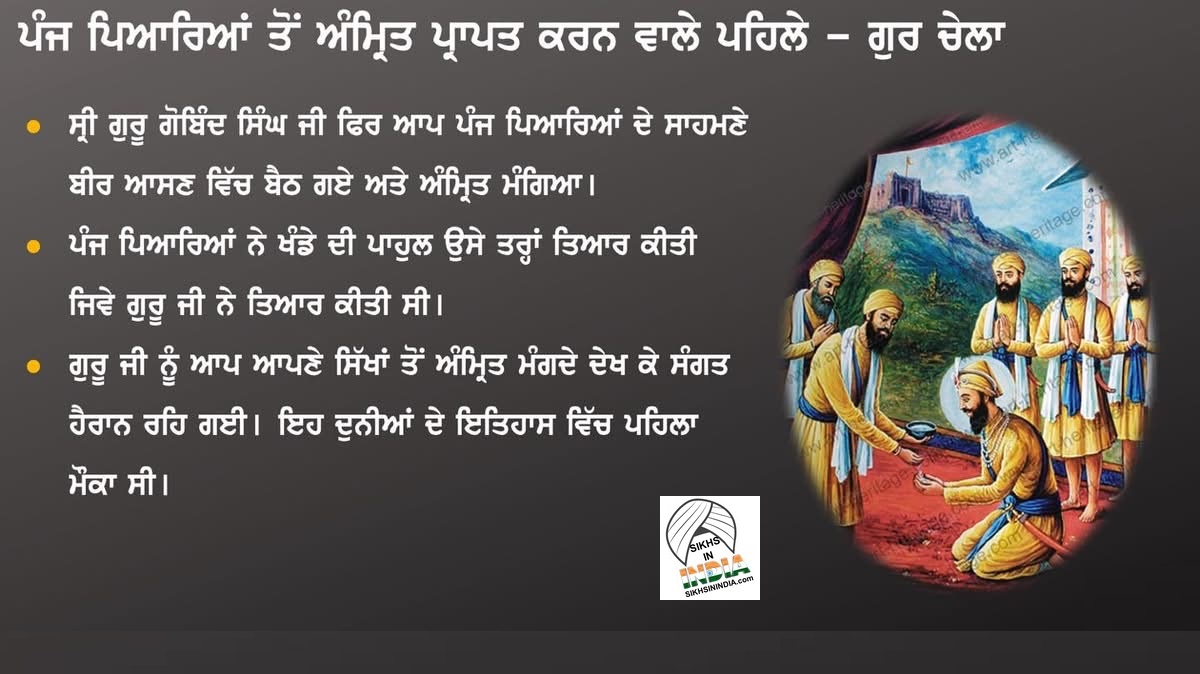 ਪੰਜ ਪਿਆਰਿਆਂ ਤੋਂ ਅੰਮ੍ਰਿਤ ਪ੍ਰਾਪਤ ਕਰਨ ਵਾਲੇ ਪਹਿਲੇ – ਗੁਰ ਚੇਲਾ
• ਸ੍ਰੀ ਗੁਰੂ ਗੋਬਿੰਦ ਸਿੰਘ ਜੀ ਫਿਰ ਆਪ ਪੰਜ ਪਿਆਰਿਆਂ ਦੇ ਸਾਹਮਣੇ
ਬੀਰ ਆਸਣ ਵਿੱਚ ਬੈਠ ਗਏ ਅਤੇ ਅੰਮ੍ਰਿਤ ਮੰਗਿਆ।
• ਪੰਜ ਪਿਆਰਿਆਂ ਨੇ ਖੰਡੇ ਦੀ ਪਾਹੁਲ ਉਸੇ ਤਰ੍ਹਾਂ ਤਿਆਰ ਕੀਤੀ
ਜਿਵੇ ਗੁਰੂ ਜੀ ਨੇ ਤਿਆਰ ਕੀਤੀ ਸੀ।
• ਗੁਰੂ ਜੀ ਨੂੰ ਆਪ ਆਪਣੇ ਸਿੱਖਾਂ ਤੋਂ ਅੰਮ੍ਰਿਤ ਮੰਗਦੇ ਦੇਖ ਕੇ ਸੰਗਤ
ਹੈਰਾਨ ਰਹਿ ਗਈ। ਇਹ ਦੁਨੀਆਂ ਦੇ ਇਤਿਹਾਸ ਵਿੱਚ ਪਹਿਲਾ
ਮੌਕਾ ਸੀ।
SIKHS
IN
INDIA
SIKHSININDIA.com